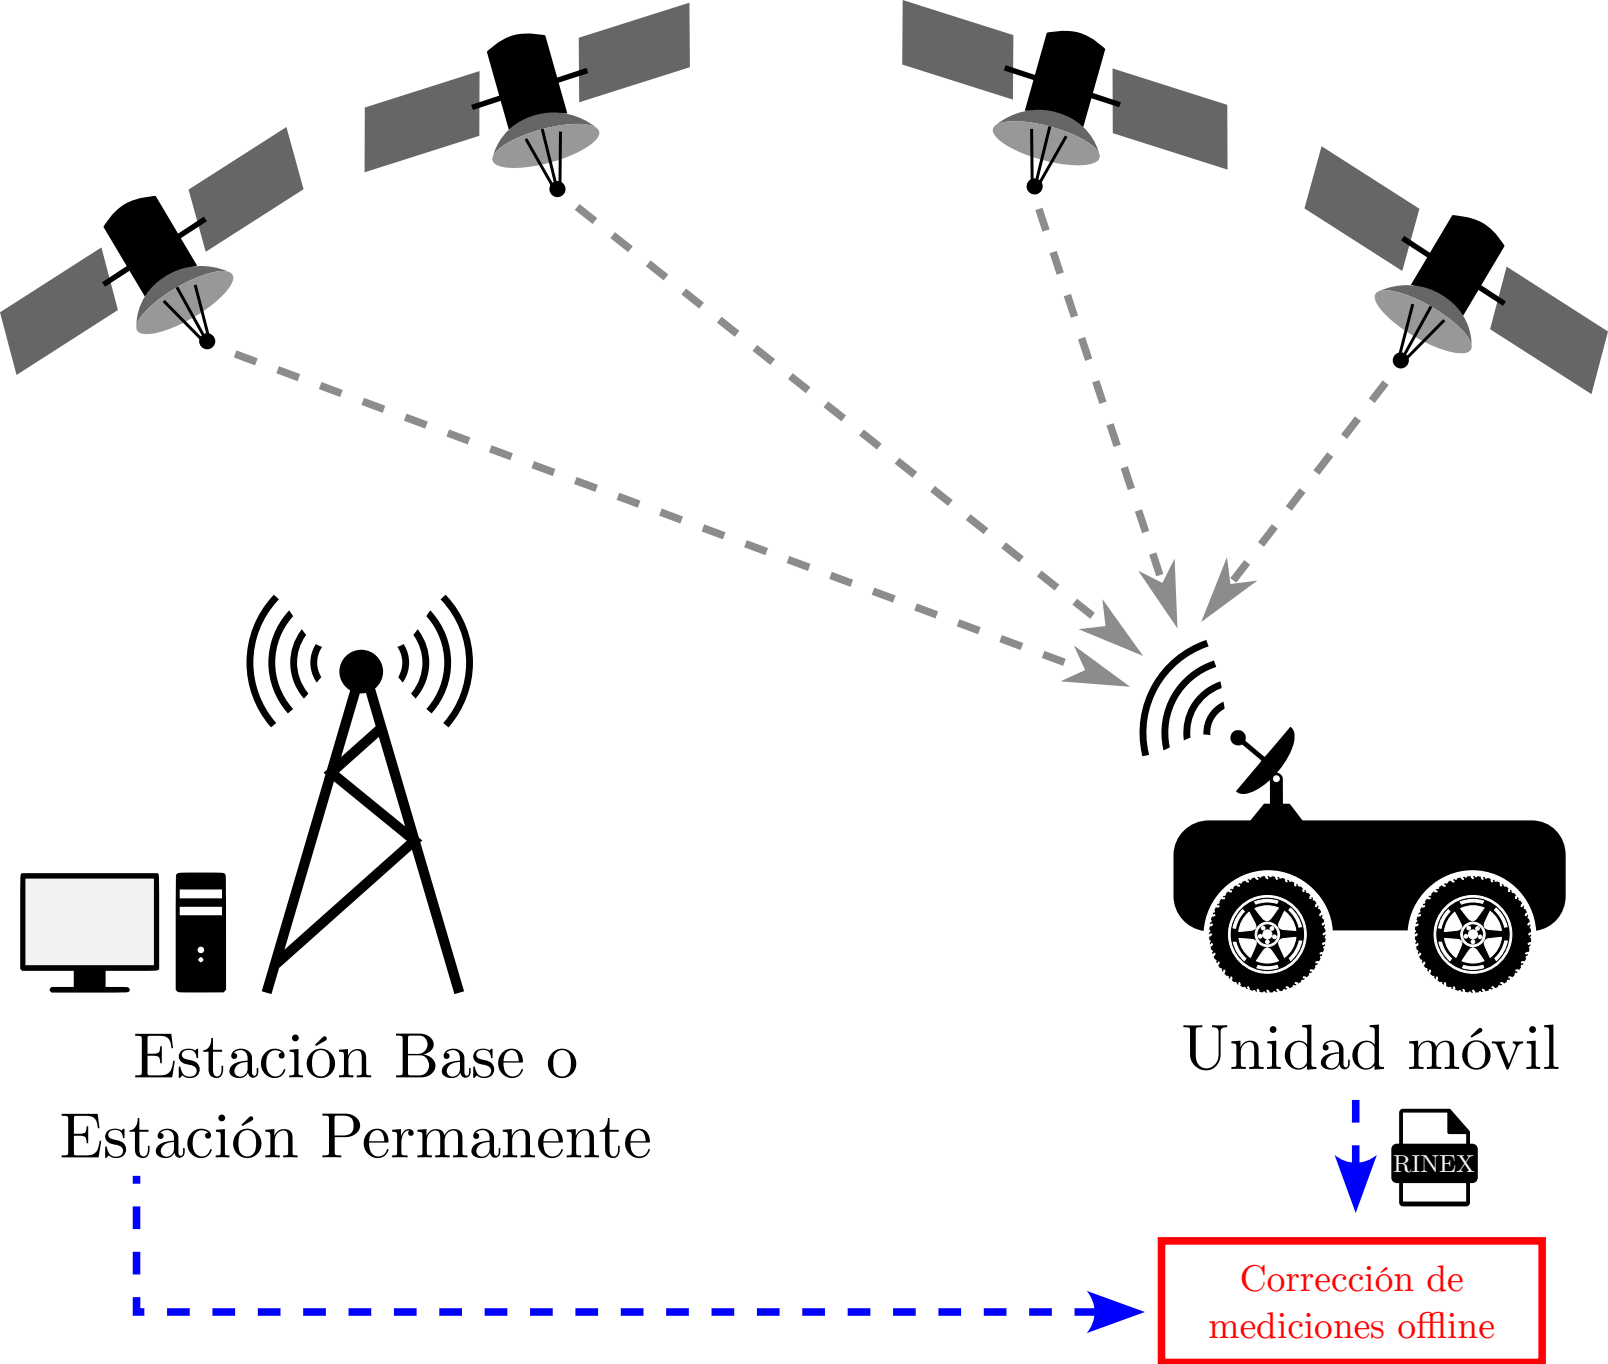 Estación Base o
Estación Permanente
Unidad móvil
RINEX
Corrección de
mediciones offline